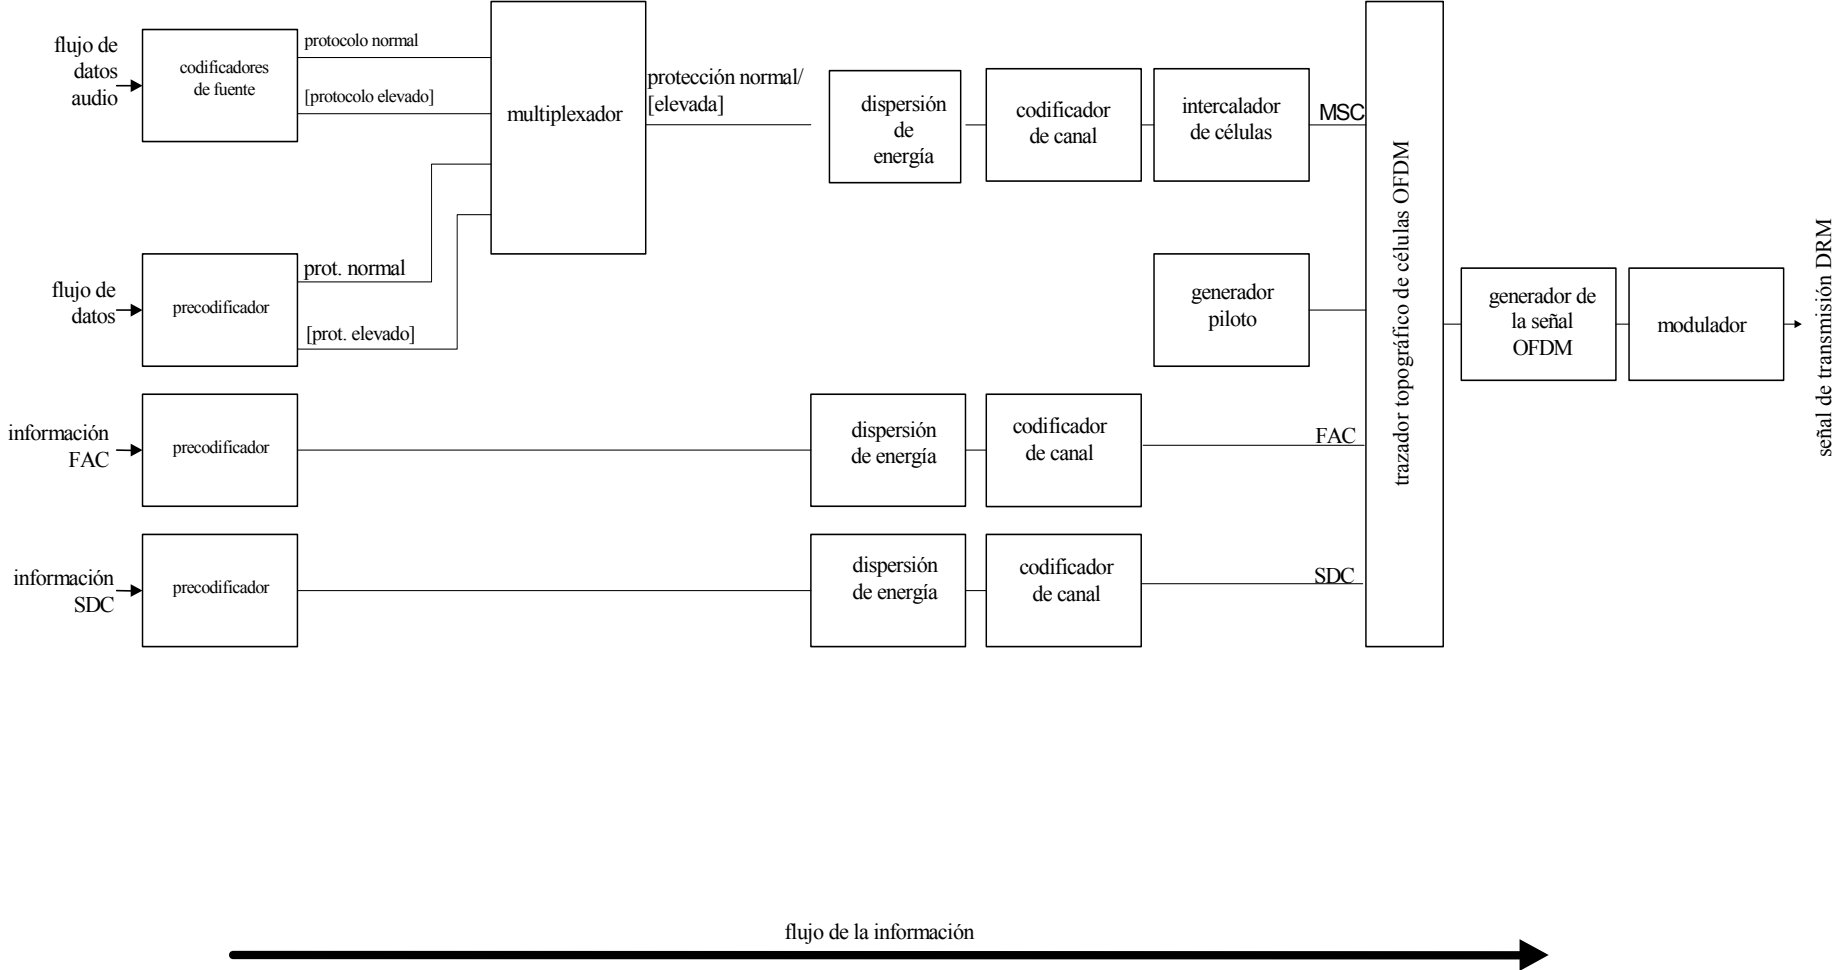 flujo de
datos
audio
codificadores
de fuente
protocolo normal
[protocolo elevado]
multiplexador
protección normal/
[elevada]
dispersión
de
energía
codificador
de canal
intercalador
de células
MSC
trazador topográfico de células OFDM
flujo de
datos
precodificador
prot. normal
[prot. elevado]
generador
piloto
generador de
la señal
OFDM
modulador
señal de transmisión DRM
información
FAC
precodificador
dispersión
de energía
codificador
de canal
FAC
información
SDC
precodificador
dispersión
de energía
codificador
de canal
SDC
flujo de la información